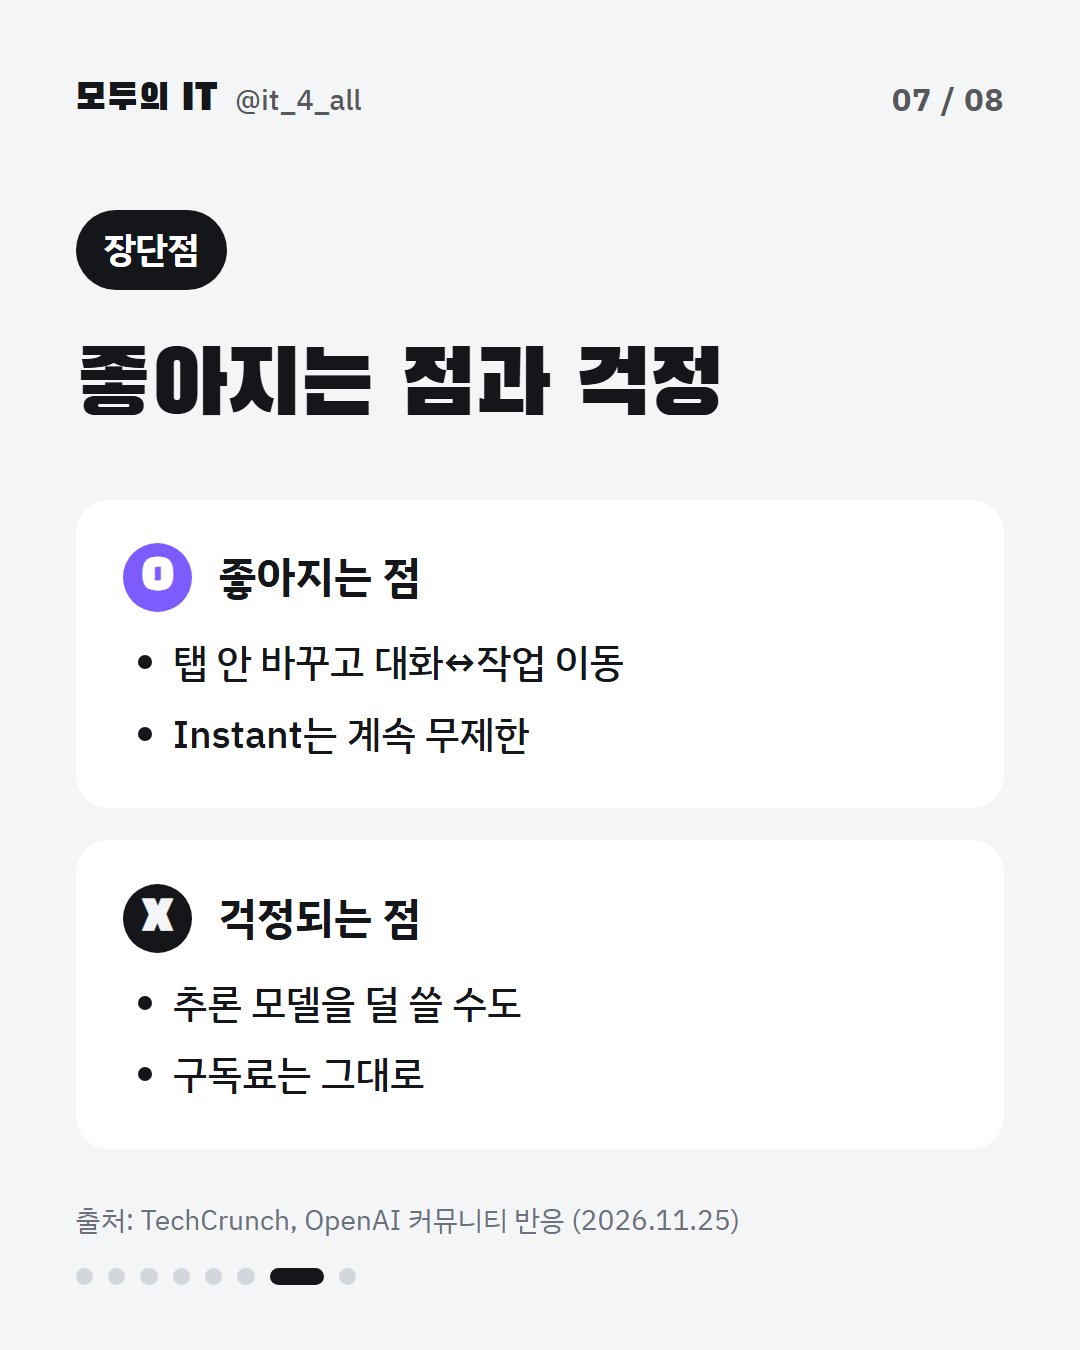 모두의 IT @it_4_all 07 / 08
장단점
좋아지는 점과 걱정
O 좋아지는 점
• 탭 안 바꾸고 대화↔작업 이동
• Instant는 계속 무제한
X 걱정되는 점
• 추론 모델을 덜 쓸 수도
• 구독료는 그대로
출처: TechCrunch, OpenAI 커뮤니티 반응 (2026.11.25)